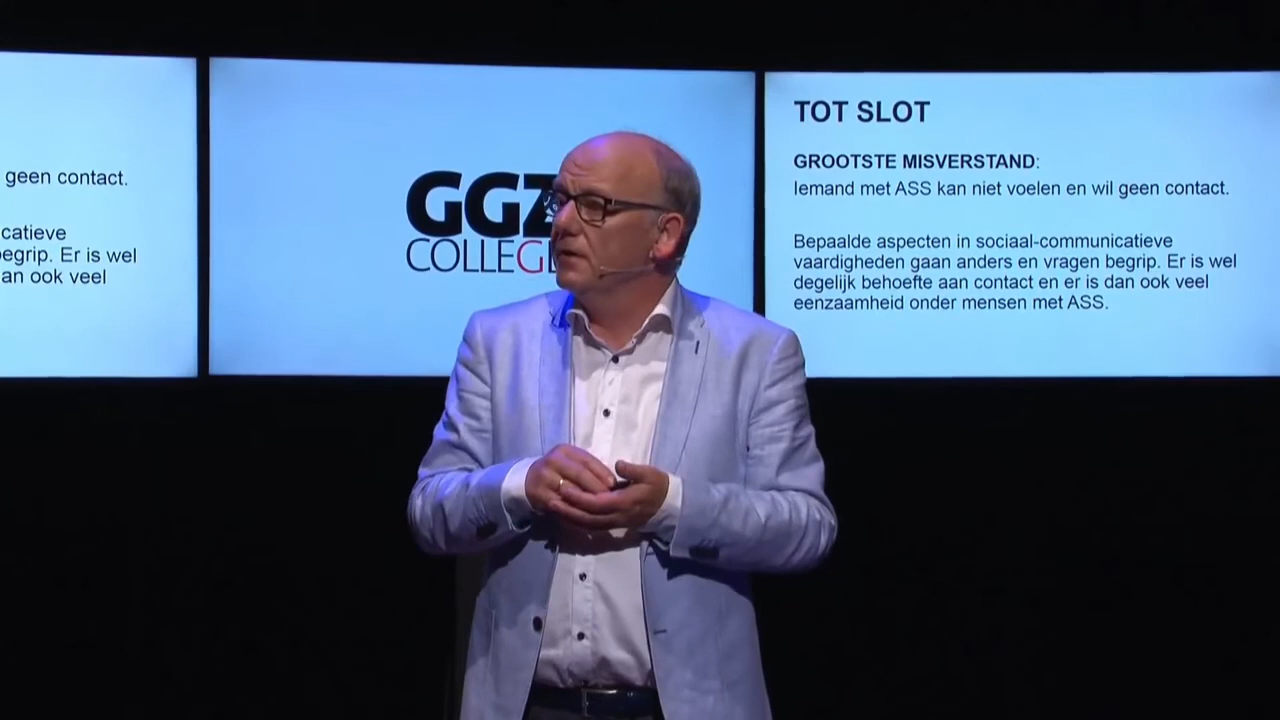 geen contact.
catieve
egrip. Er is wel
an ook veel
GGZ
COLLEGE
TOT SLOT
GROOTSTE MISVERSTAND:
Iemand met ASS kan niet voelen en wil geen contact.
Bepaalde aspecten in sociaal-communicatieve
vaardigheden gaan anders en vragen begrip. Er is wel
degelijk behoefte aan contact en er is dan ook veel
eenzaamheid onder mensen met ASS.